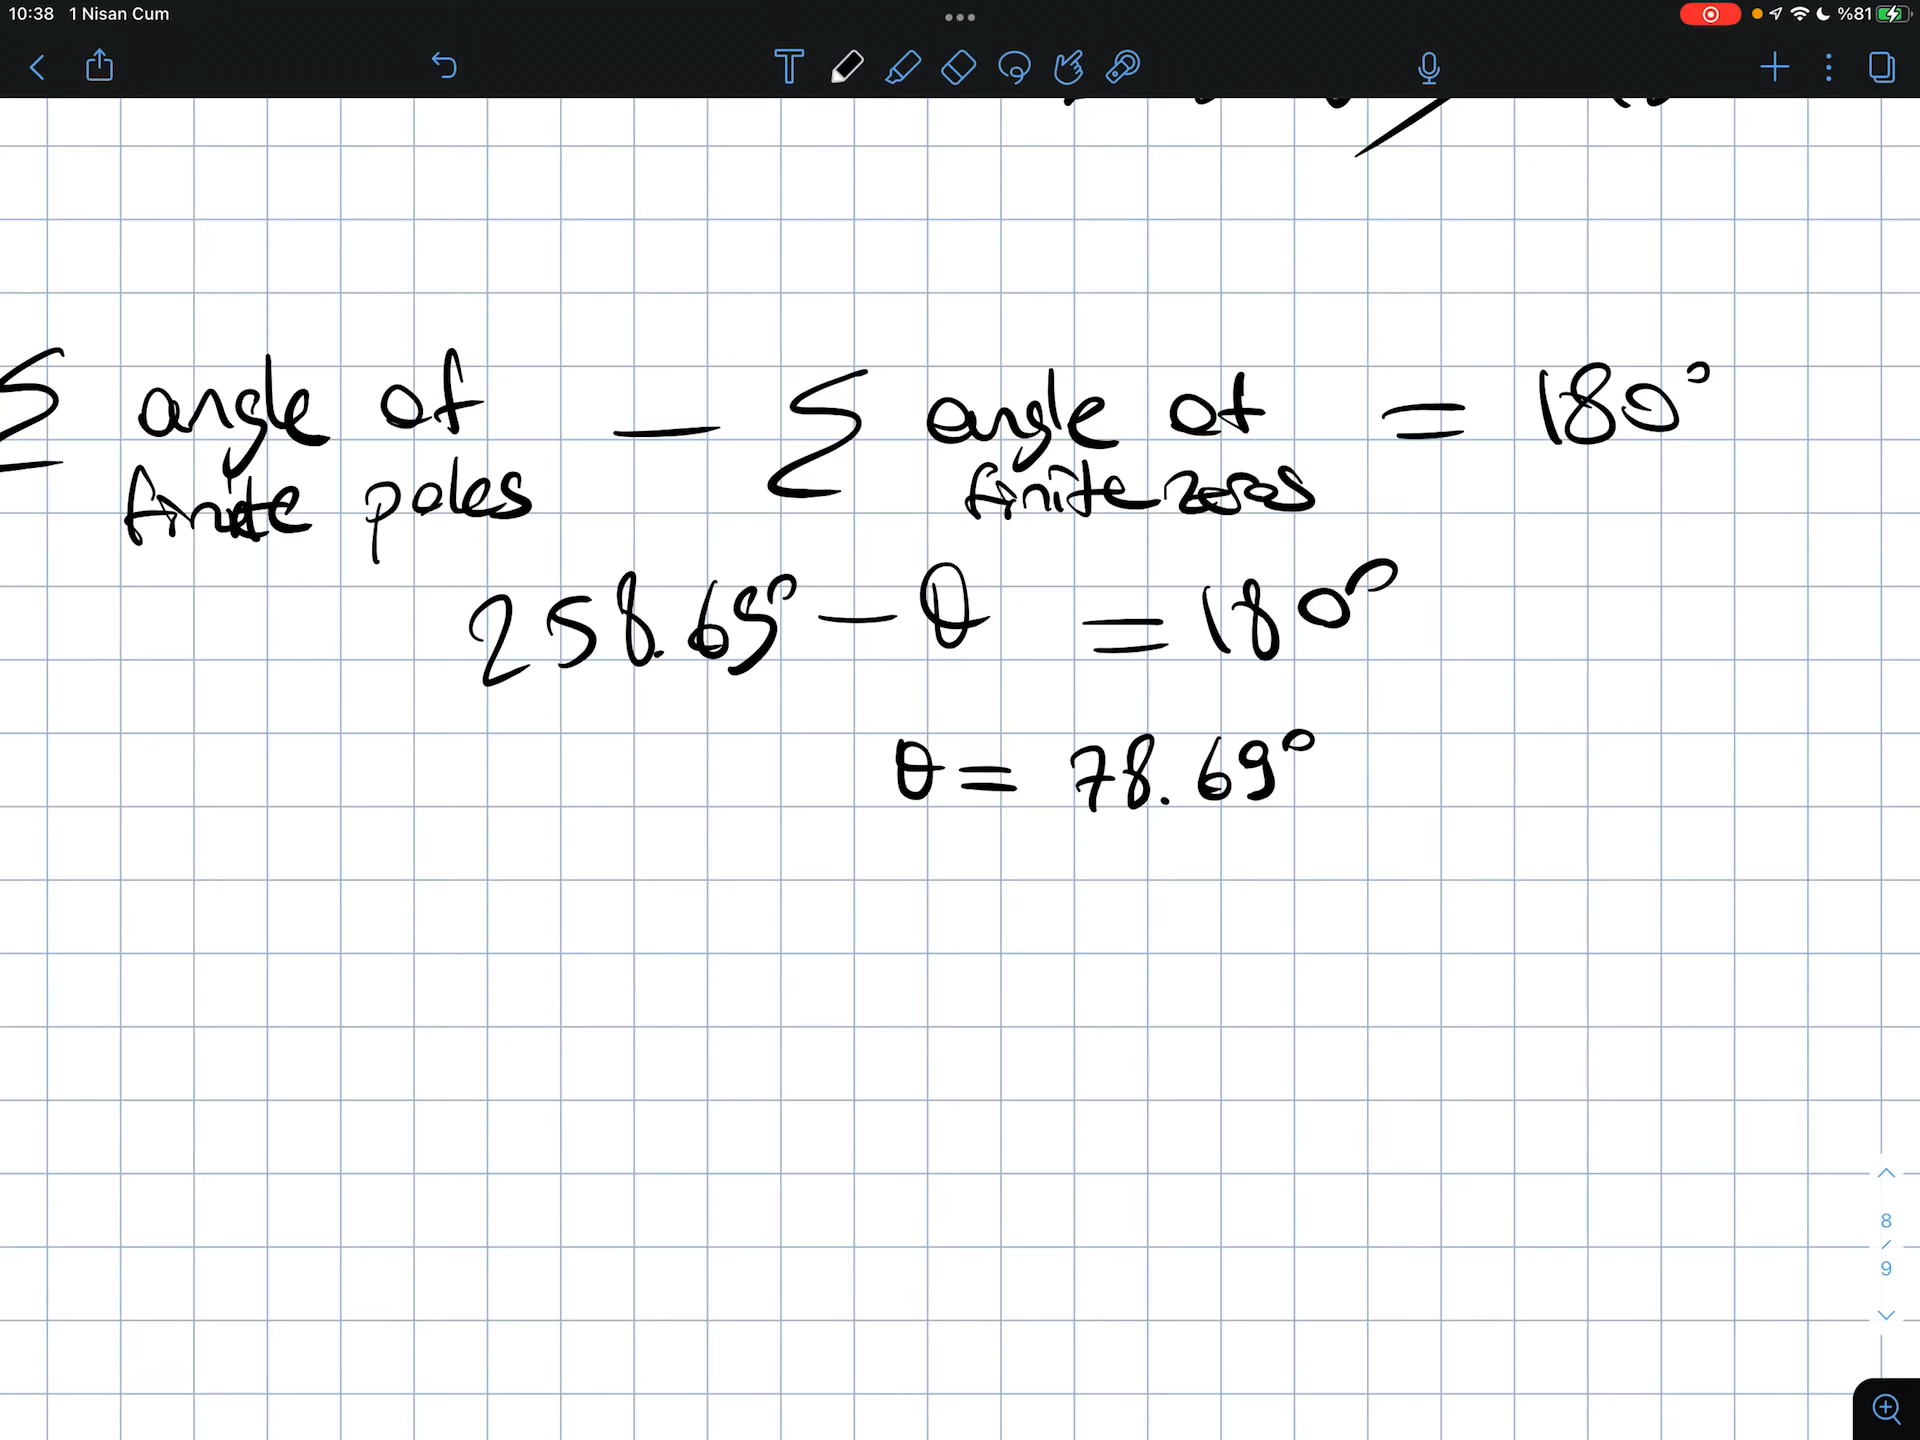 10:38 1 Nisan Cum
%81
T
Σ angle of finite poles — Σ angle of finite zeros = 180°
258.69° − θ = 180°
θ = 78.69°
8
/
9